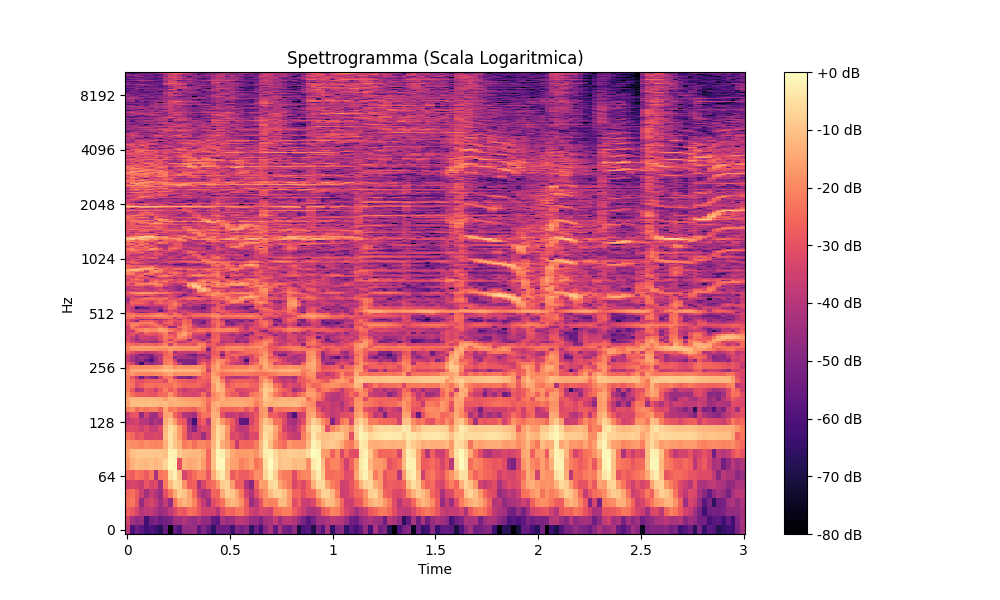 Spettrogramma (Scala Logaritmica)
Hz
8192
4096
2048
1024
512
256
128
64
0
0
0.5
1
1.5
2
2.5
3
Time
+0 dB
-10 dB
-20 dB
-30 dB
-40 dB
-50 dB
-60 dB
-70 dB
-80 dB